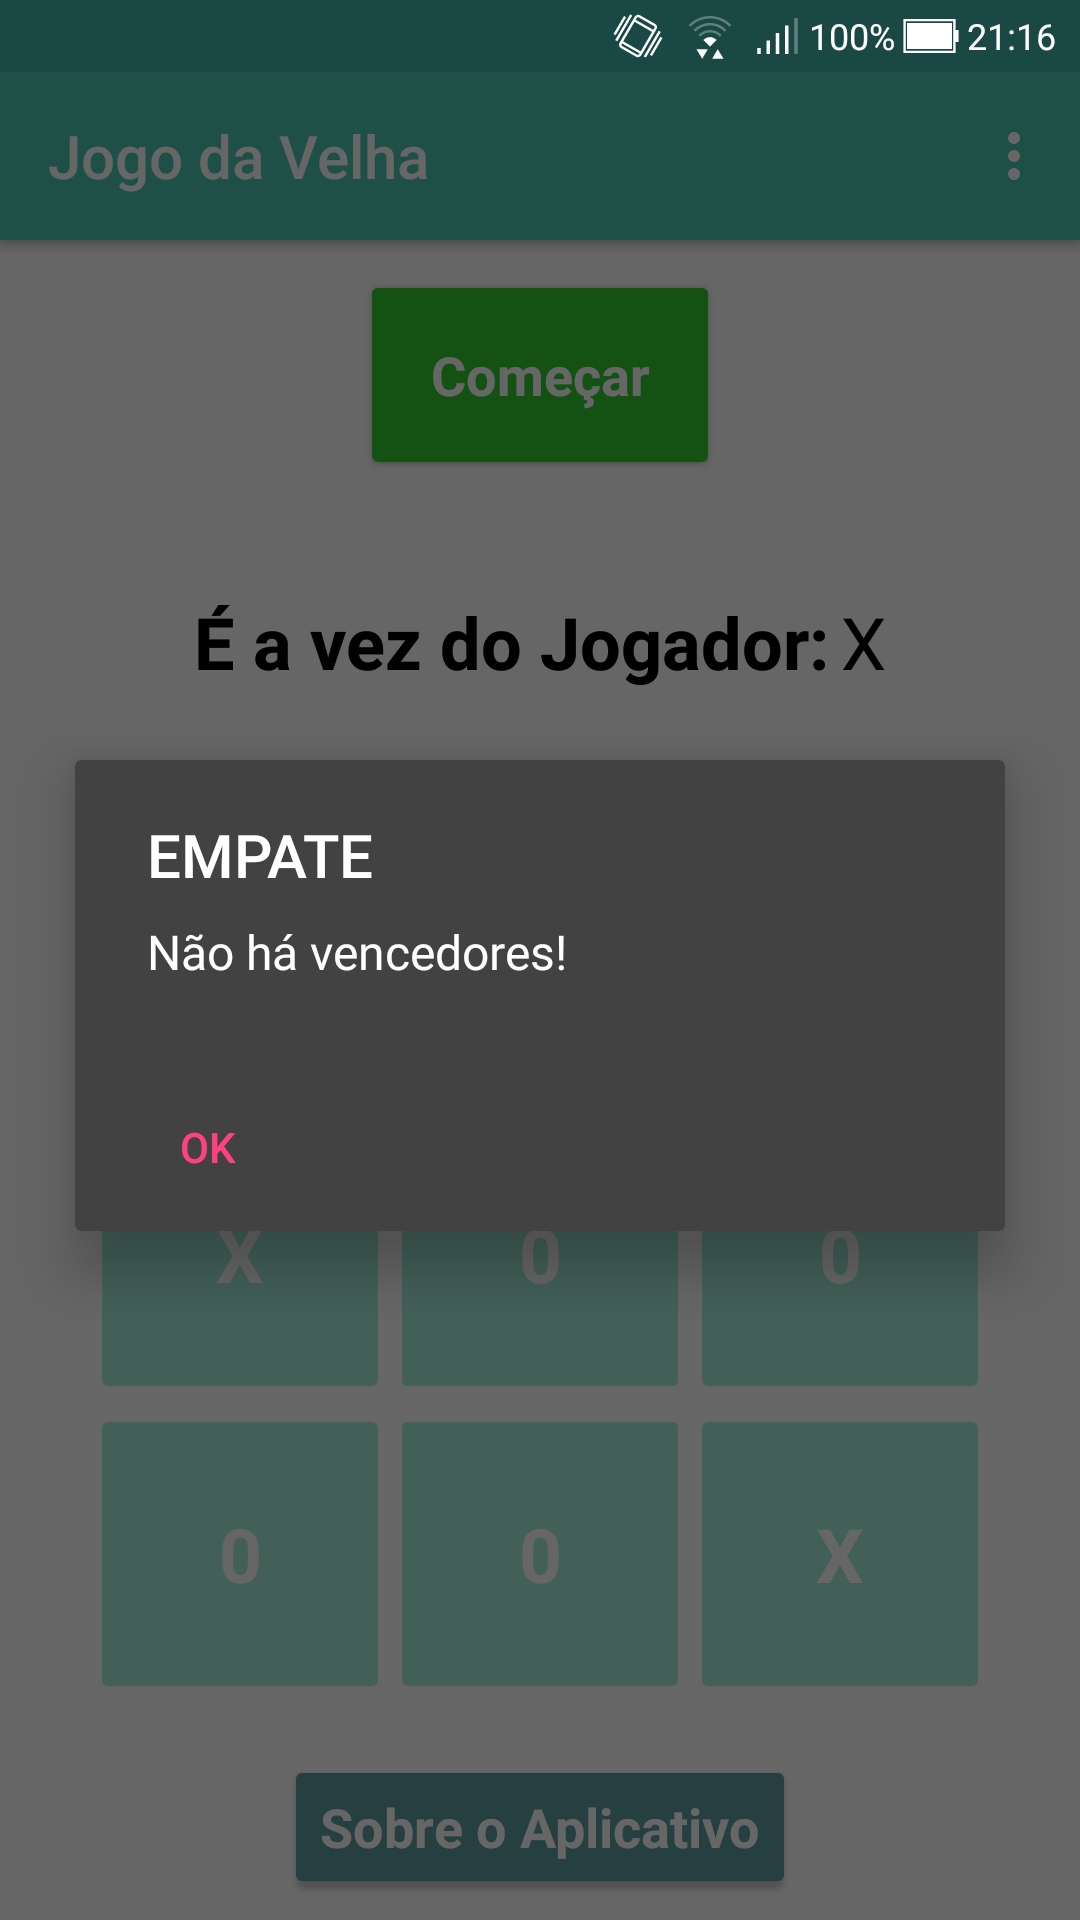 100% 21:16
Jogo da Velha
Começar
É a vez do Jogador: X
EMPATE
Não há vencedores!
OK
X 0 0
0 0 X
Sobre o Aplicativo